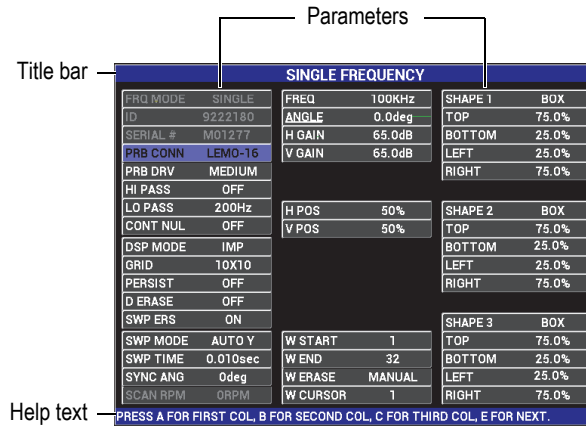 Parameters
Title bar
SINGLE FREQUENCY
FRQ MODE SINGLE FREQ 100KHz SHAPE 1 BOX
ID 9222180 ANGLE 0.0deg TOP 75.0%
SERIAL # M01277 H GAIN 65.0dB BOTTOM 25.0%
PRB CONN LEMO-16 V GAIN 65.0dB LEFT 25.0%
PRB DRV MEDIUM RIGHT 75.0%
HI PASS OFF
LO PASS 200Hz H POS 50% SHAPE 2 BOX
CONT NUL OFF V POS 50% TOP 75.0%
DSP MODE IMP BOTTOM 25.0%
GRID 10X10 LEFT 25.0%
PERSIST OFF RIGHT 75.0%
D ERASE OFF
SWP ERS ON SHAPE 3 BOX
SWP MODE AUTO Y W START 1 TOP 75.0%
SWP TIME 0.010sec W END 32 BOTTOM 25.0%
SYNC ANG 0deg W ERASE MANUAL LEFT 25.0%
SCAN RPM 0RPM W CURSOR 1 RIGHT 75.0%
Help text
PRESS A FOR FIRST COL, B FOR SECOND COL, C FOR THIRD COL, E FOR NEXT.